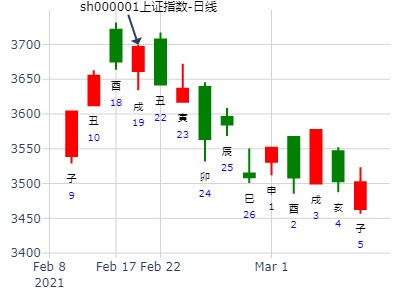 sh000001上证指数-日线
3700
3650
3600
3550
3500
3450
3400
子
9
丑
10
酉
18
戌
19
丑
22
寅
23
卯
24
辰
25
巳
26
申
1
酉
2
戌
3
亥
4
子
5
Feb 8
2021
Feb 17
Feb 22
Mar 1